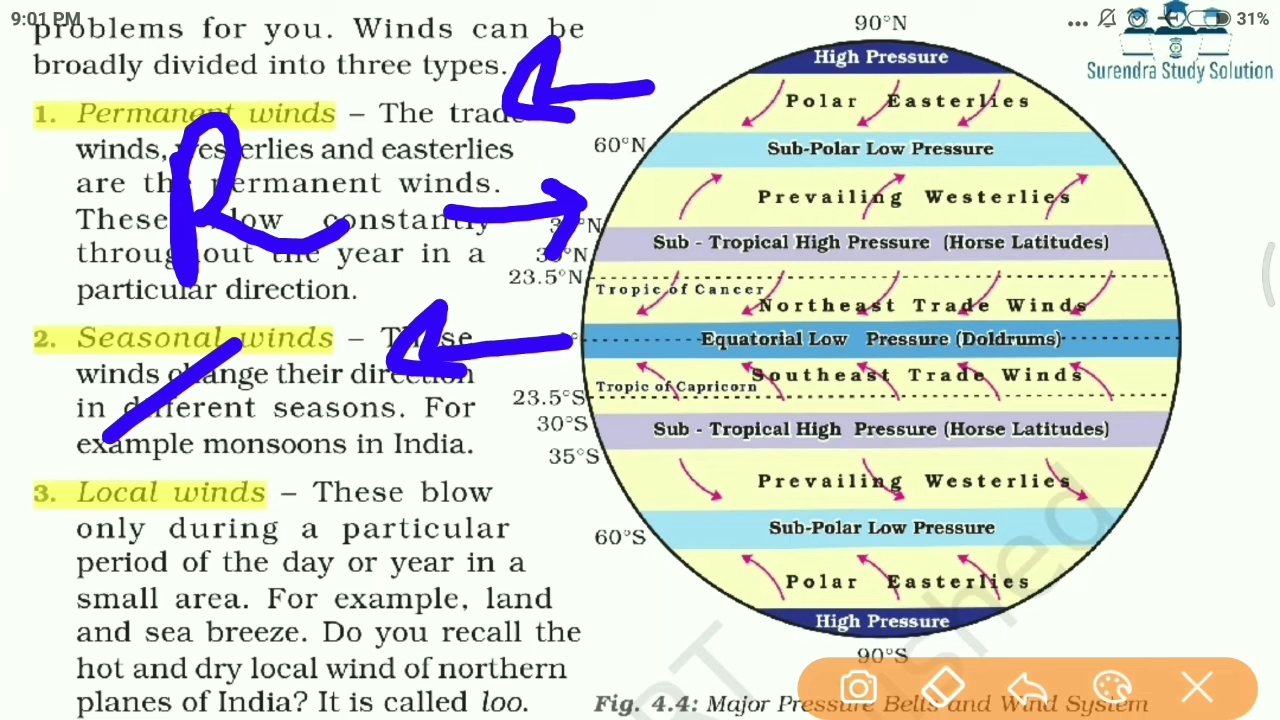 9:01 PM
31%
Surendra Study Solution
problems for you. Winds can be
broadly divided into three types.
1. Permanent winds – The trade
winds, westerlies and easterlies
are the permanent winds.
These blow constantly
throughout the year in a
particular direction.
2. Seasonal winds – These
winds change their direction
in different seasons. For
example monsoons in India.
3. Local winds – These blow
only during a particular
period of the day or year in a
small area. For example, land
and sea breeze. Do you recall the
hot and dry local wind of northern
planes of India? It is called loo.
R
90°N
High Pressure
Polar Easterlies
60°N
Sub-Polar Low Pressure
Prevailing Westerlies
Sub - Tropical High Pressure (Horse Latitudes)
23.5°N
Tropic of Cancer
Northeast Trade Winds
Equatorial Low Pressure (Doldrums)
Southeast Trade Winds
Tropic of Capricorn
23.5°S
30°S
Sub - Tropical High Pressure (Horse Latitudes)
35°S
Prevailing Westerlies
60°S
Sub-Polar Low Pressure
Polar Easterlies
High Pressure
90°S
Fig. 4.4: Major Pressure Belts and Wind System